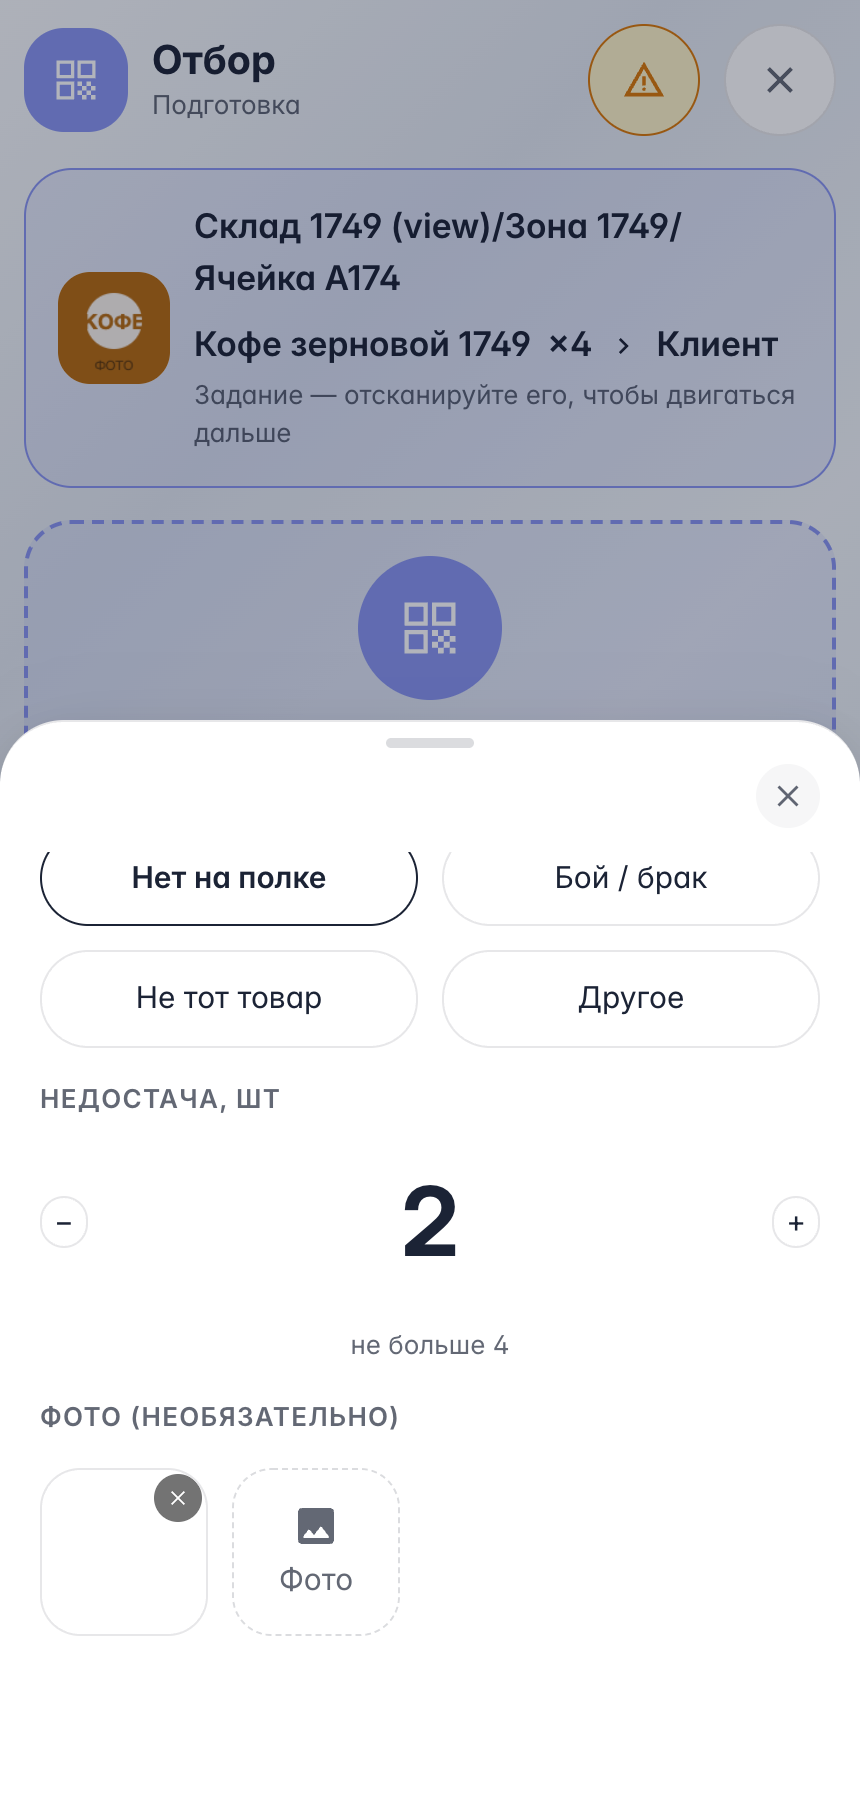 Отбор
Подготовка
Склад 1749 (view)/Зона 1749/
Ячейка A174
КОФЕ
ФОТО
Кофе зерновой 1749 ×4 › Клиент
Задание — отсканируйте его, чтобы двигаться
дальше
Нет на полке
Бой / брак
Не тот товар
Другое
НЕДОСТАЧА, ШТ
−
2
+
не больше 4
ФОТО (НЕОБЯЗАТЕЛЬНО)
Фото